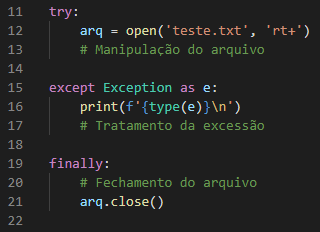 11 try:
12     arq = open('teste.txt', 'rt+')
13     # Manipulação do arquivo
14
15 except Exception as e:
16     print(f'{type(e)}\n')
17     # Tratamento da excessão
18
19 finally:
20     # Fechamento do arquivo
21     arq.close()
22